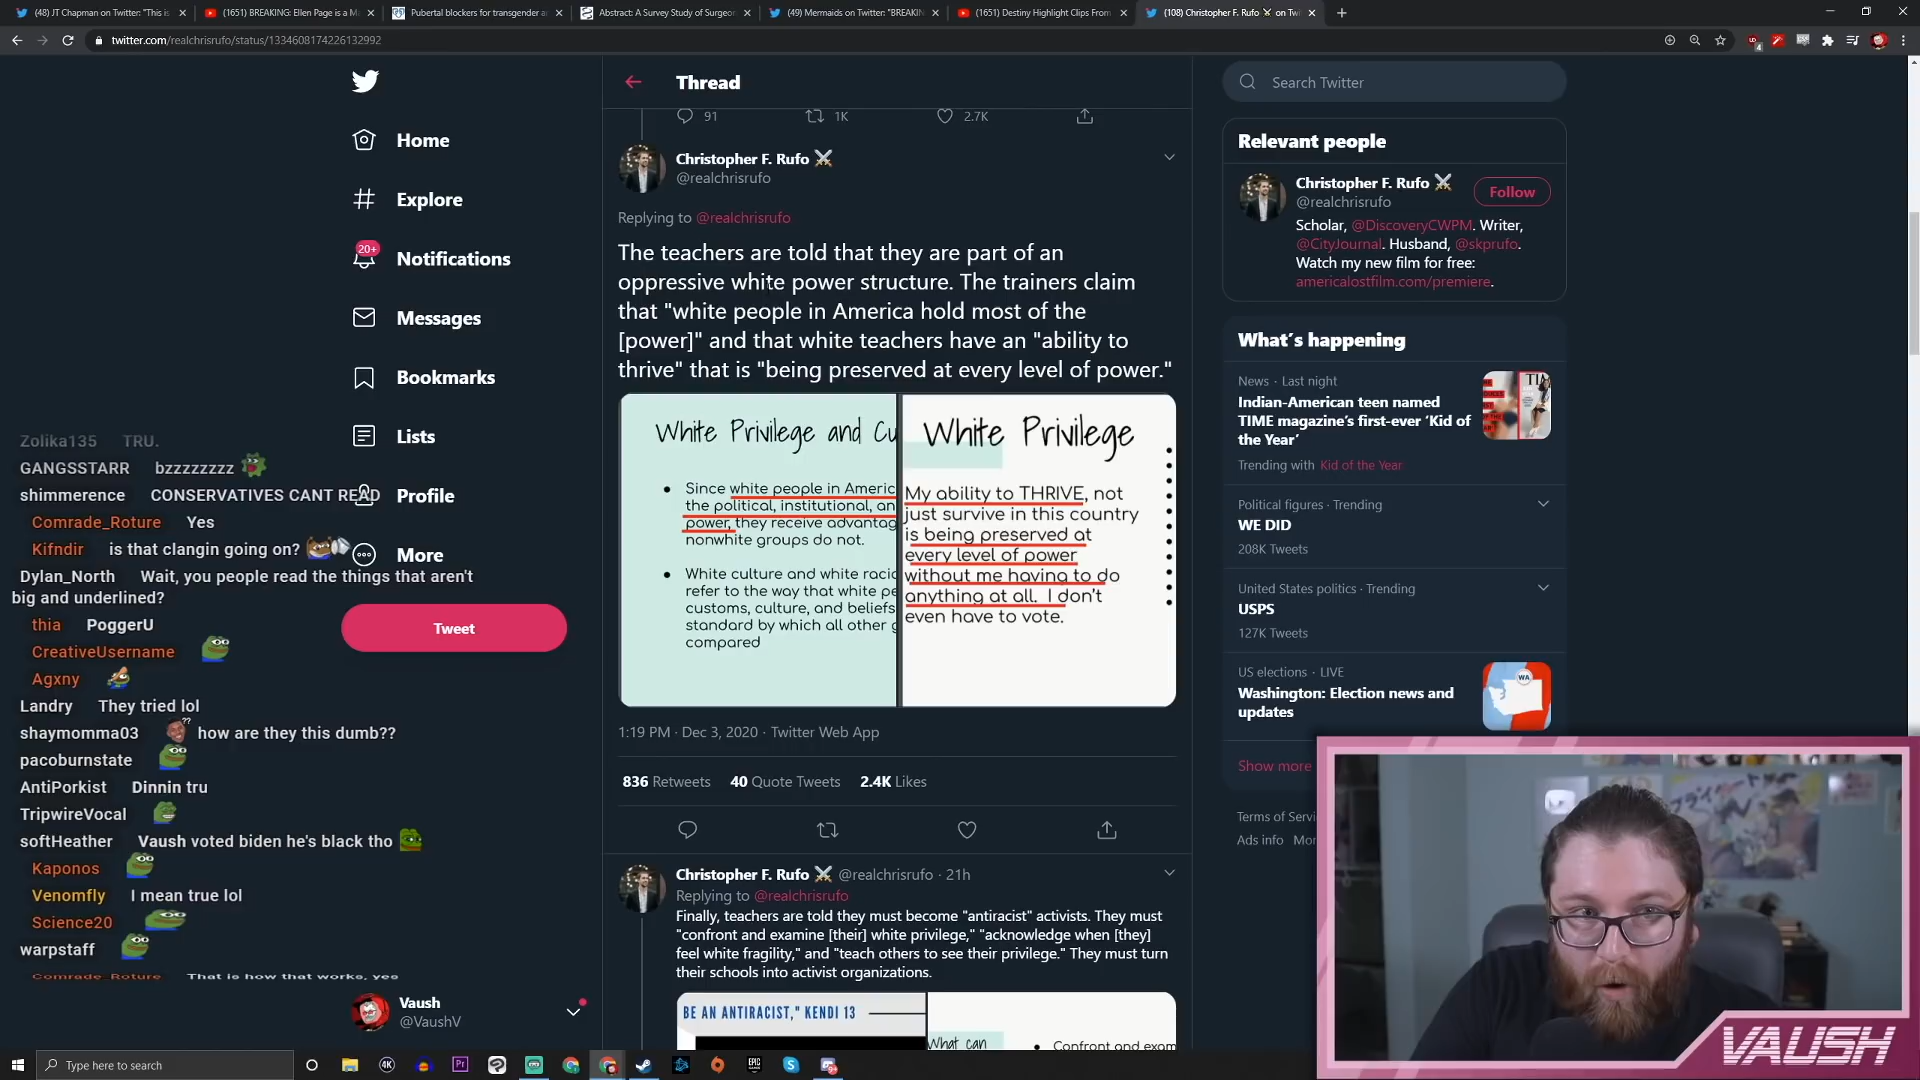 (48) JT Chapman on Twitter: "This is
(1651) BREAKING: Ellen Page is a M
Pubertal blockers for transgender a
Abstract: A Survey Study of Surgeon
(49) Mermaids on Twitter: "BREAKIN
(1651) Destiny Highlight Clips From
(108) Christopher F. Rufo ⚔ on Twi
twitter.com/realchrisrufo/status/1334608174226132992
Home
Explore
20+
Notifications
Messages
Bookmarks
Lists
Profile
More
Tweet
Vaush
@VaushV
Zolika135 TRU.
GANGSSTARR bzzzzzzzz
shimmerence CONSERVATIVES CANT READ
Comrade_Roture Yes
Kifndir is that clangin going on?
Dylan_North Wait, you people read the things that aren't
big and underlined?
thia PoggerU
CreativeUsername
Agxny
Landry They tried lol
shaymomma03 how are they this dumb??
pacoburnstate
AntiPorkist Dinnin tru
TripwireVocal
softHeather Vaush voted biden he's black tho
Kaponos
Venomfly I mean true lol
Science20
warpstaff
Comrade_Roture That is how that works, yes
Thread
91 1K 2.7K
Christopher F. Rufo ⚔
@realchrisrufo
Replying to @realchrisrufo
The teachers are told that they are part of an
oppressive white power structure. The trainers claim
that "white people in America hold most of the
[power]" and that white teachers have an "ability to
thrive" that is "being preserved at every level of power."
White Privilege and Cu
• Since white people in Americ
the political, institutional, an
power, they receive advantag
nonwhite groups do not.
• White culture and white racia
refer to the way that white pe
customs, culture, and beliefs
standard by which all other g
compared
White Privilege
My ability to THRIVE, not
just survive in this country
is being preserved at
every level of power
without me having to do
anything at all. I don't
even have to vote.
1:19 PM · Dec 3, 2020 · Twitter Web App
836 Retweets 40 Quote Tweets 2.4K Likes
Christopher F. Rufo ⚔ @realchrisrufo · 21h
Replying to @realchrisrufo
Finally, teachers are told they must become "antiracist" activists. They must
"confront and examine [their] white privilege," "acknowledge when [they]
feel white fragility," and "teach others to see their privilege." They must turn
their schools into activist organizations.
BE AN ANTIRACIST," KENDI 13
What can
• Confront and exam
Search Twitter
Relevant people
Christopher F. Rufo ⚔
@realchrisrufo
Follow
Scholar, @DiscoveryCWPM. Writer,
@CityJournal. Husband, @skprufo.
Watch my new film for free:
americalostfilm.com/premiere.
What's happening
News · Last night
Indian-American teen named
TIME magazine's first-ever 'Kid of
the Year'
Trending with Kid of the Year
Political figures · Trending
WE DID
208K Tweets
United States politics · Trending
USPS
127K Tweets
US elections · LIVE
Washington: Election news and
updates
WA
Show more
Terms of Servi
Ads info Mor
VAUSH
Type here to search